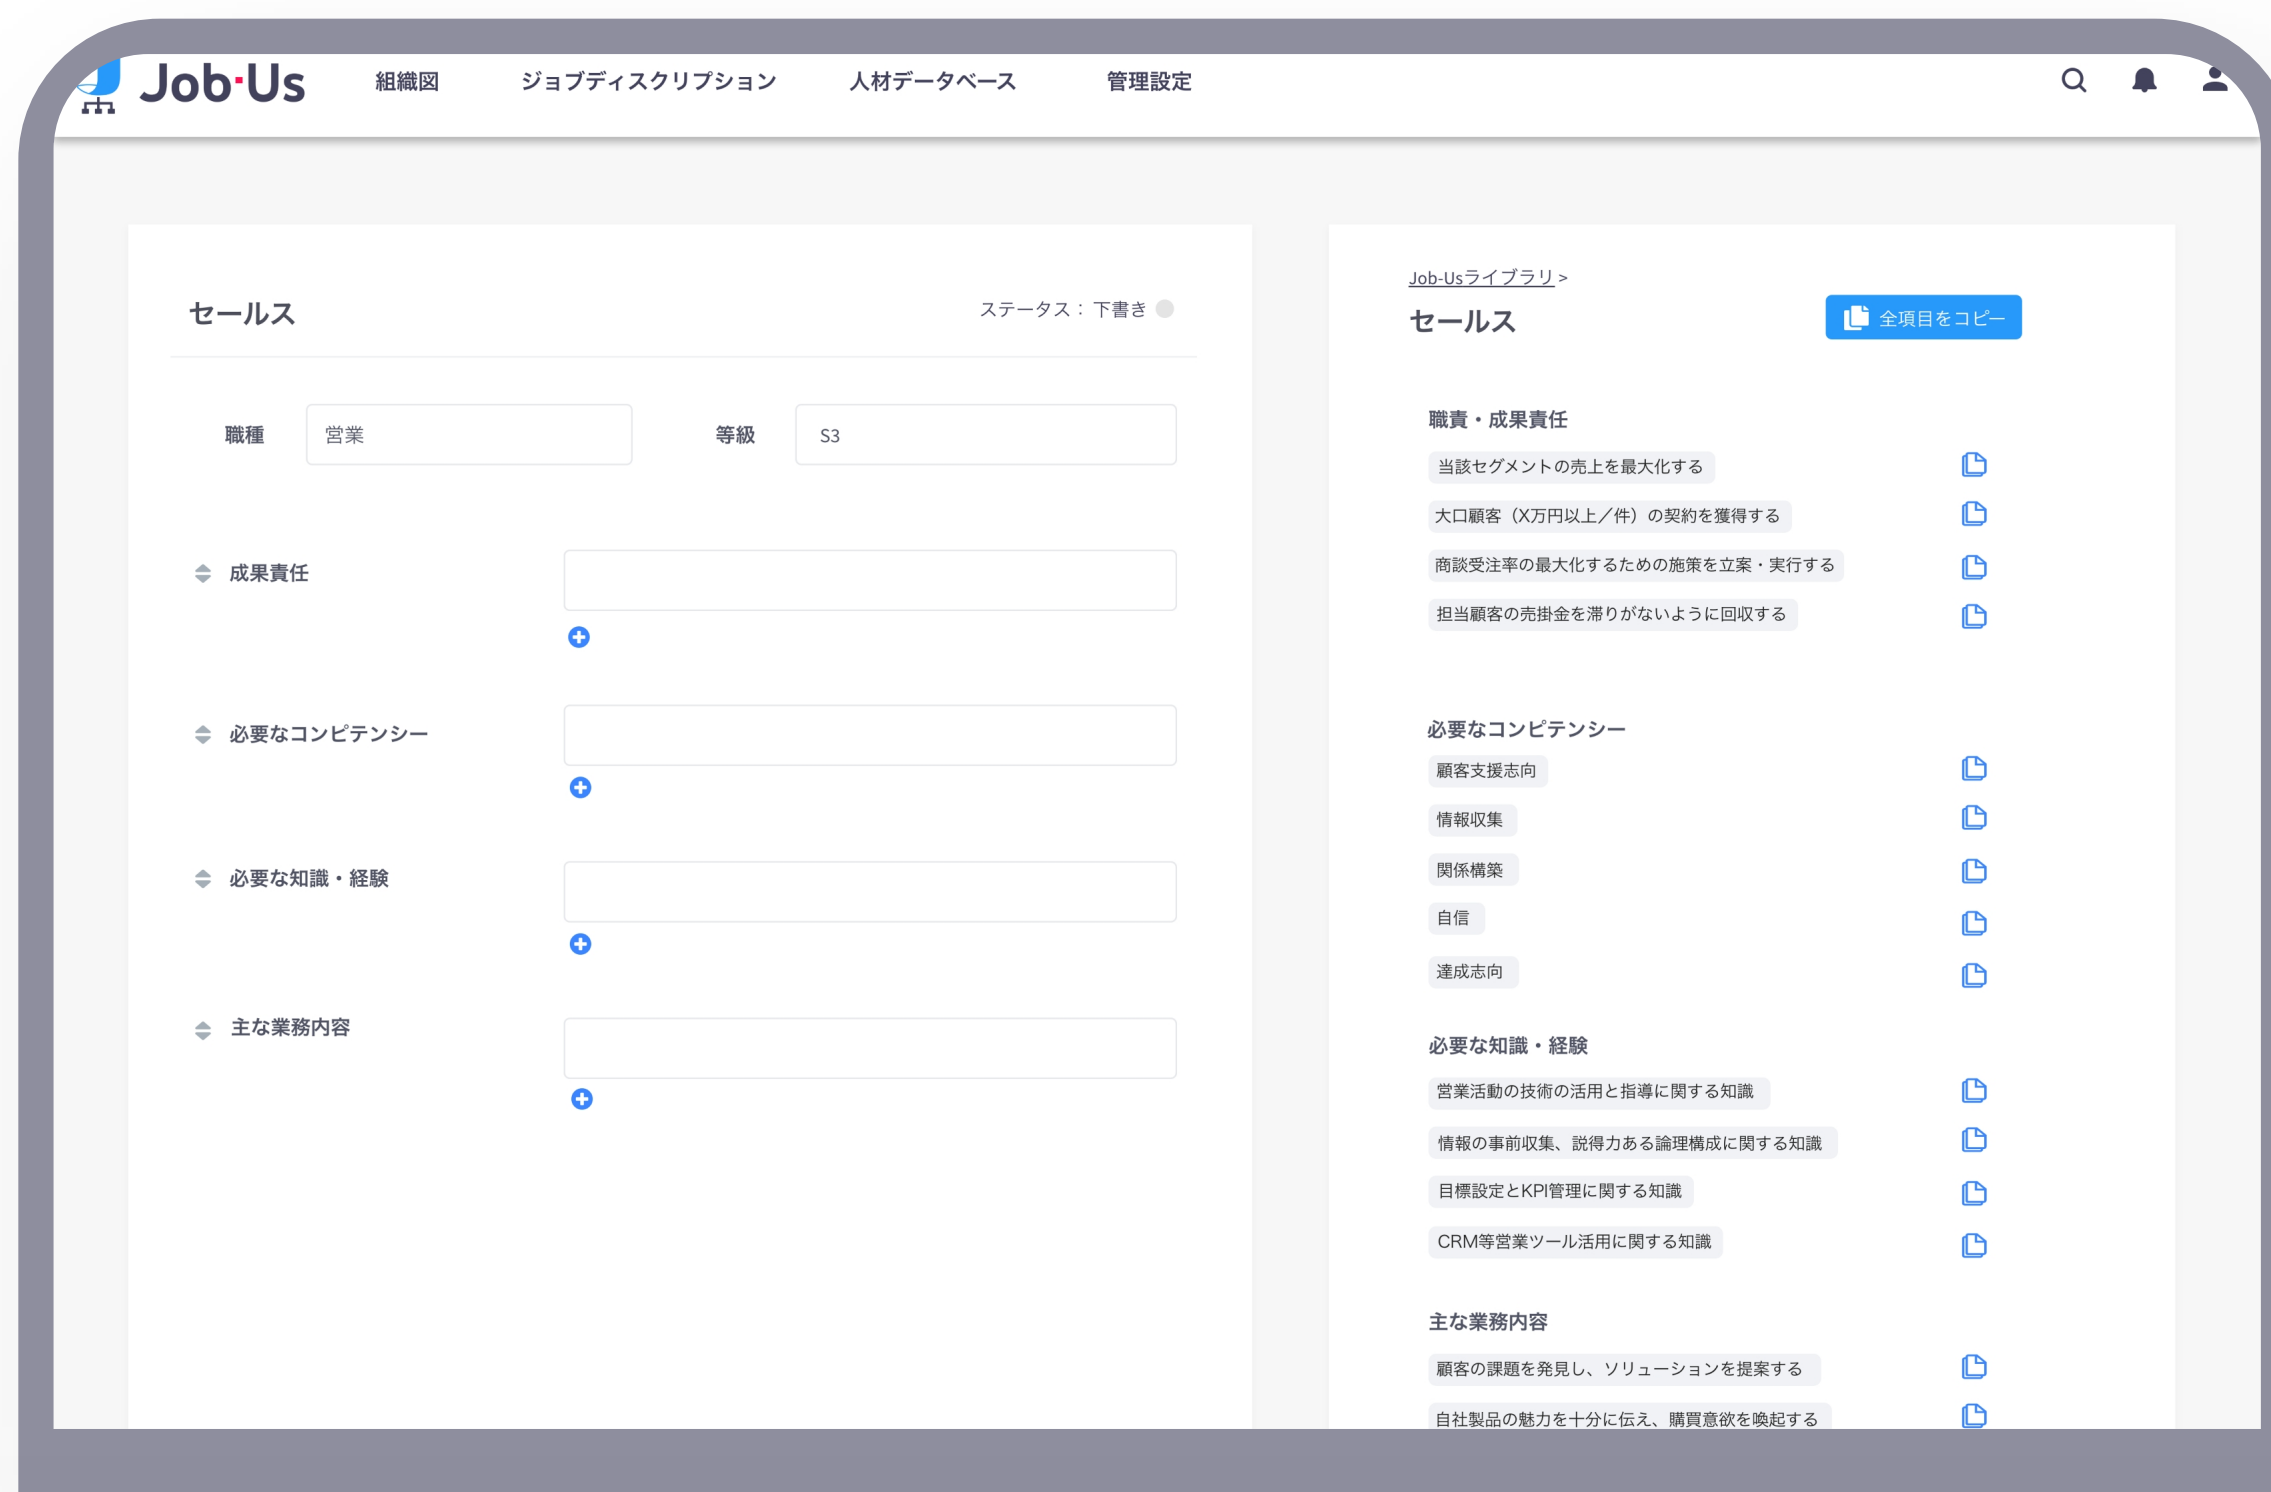 Job-Us
組織図
ジョブディスクリプション
人材データベース
管理設定
セールス
ステータス：下書き
職種
営業
等級
S3
成果責任
必要なコンピテンシー
必要な知識・経験
主な業務内容
Job-Usライブラリ >
セールス
全項目をコピー
職責・成果責任
当該セグメントの売上を最大化する
大口顧客（X万円以上／件）の契約を獲得する
商談受注率の最大化するための施策を立案・実行する
担当顧客の売掛金を滞りがないように回収する
必要なコンピテンシー
顧客支援志向
情報収集
関係構築
自信
達成志向
必要な知識・経験
営業活動の技術の活用と指導に関する知識
情報の事前収集、説得力ある論理構成に関する知識
目標設定とKPI管理に関する知識
CRM等営業ツール活用に関する知識
主な業務内容
顧客の課題を発見し、ソリューションを提案する
自社製品の魅力を十分に伝え、購買意欲を喚起する